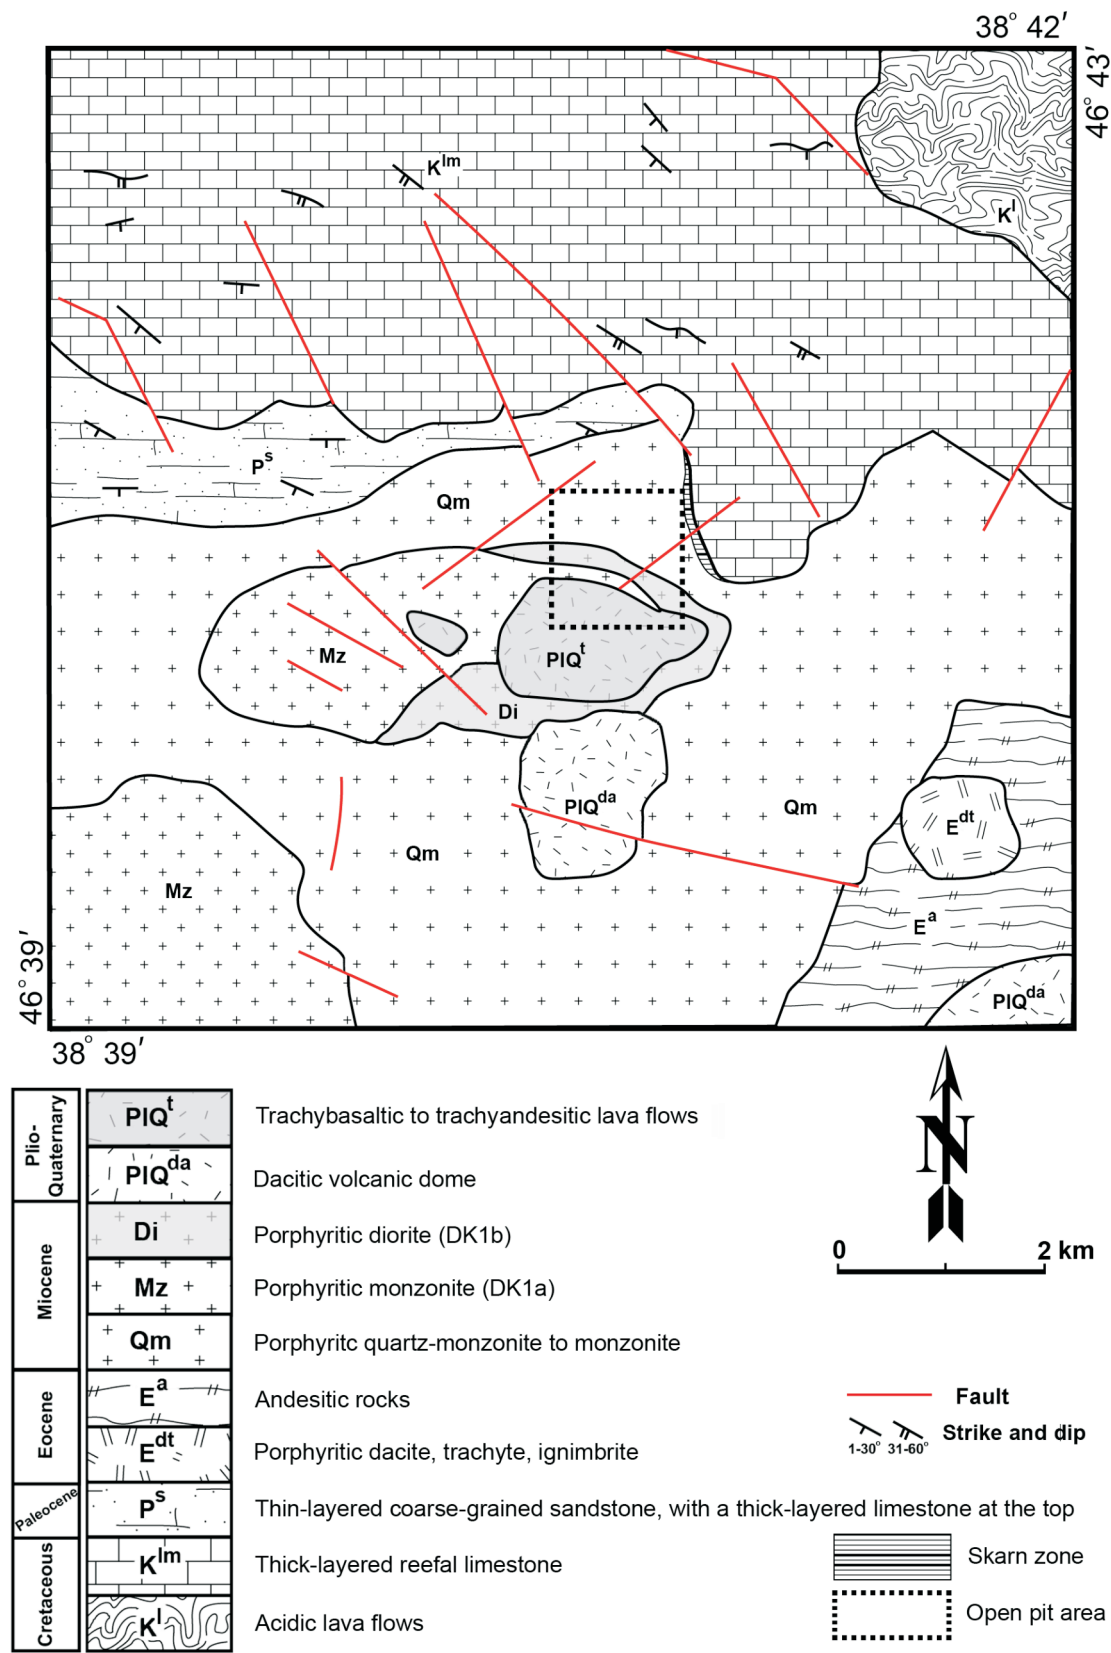 38° 42′
46° 43′
K^lm
K^l
P^s
Qm
Mz
PlQ^t
Di
PlQ^da
Qm
E^dt
Qm
Mz
E^a
PlQ^da
46° 39′
38° 39′
Plio-
Quaternary
PlQ^t
Trachybasaltic to trachyandesitic lava flows
PlQ^da
Dacitic volcanic dome
Miocene
Di
Porphyritic diorite (DK1b)
Mz
Porphyritic monzonite (DK1a)
Qm
Porphyritc quartz-monzonite to monzonite
Eocene
E^a
Andesitic rocks
E^dt
Porphyritic dacite, trachyte, ignimbrite
Paleocene
P^s
Thin-layered coarse-grained sandstone, with a thick-layered limestone at the top
Cretaceous
K^lm
Thick-layered reefal limestone
K^l
Acidic lava flows
N
0 2 km
Fault
1-30° 31-60° Strike and dip
Skarn zone
Open pit area